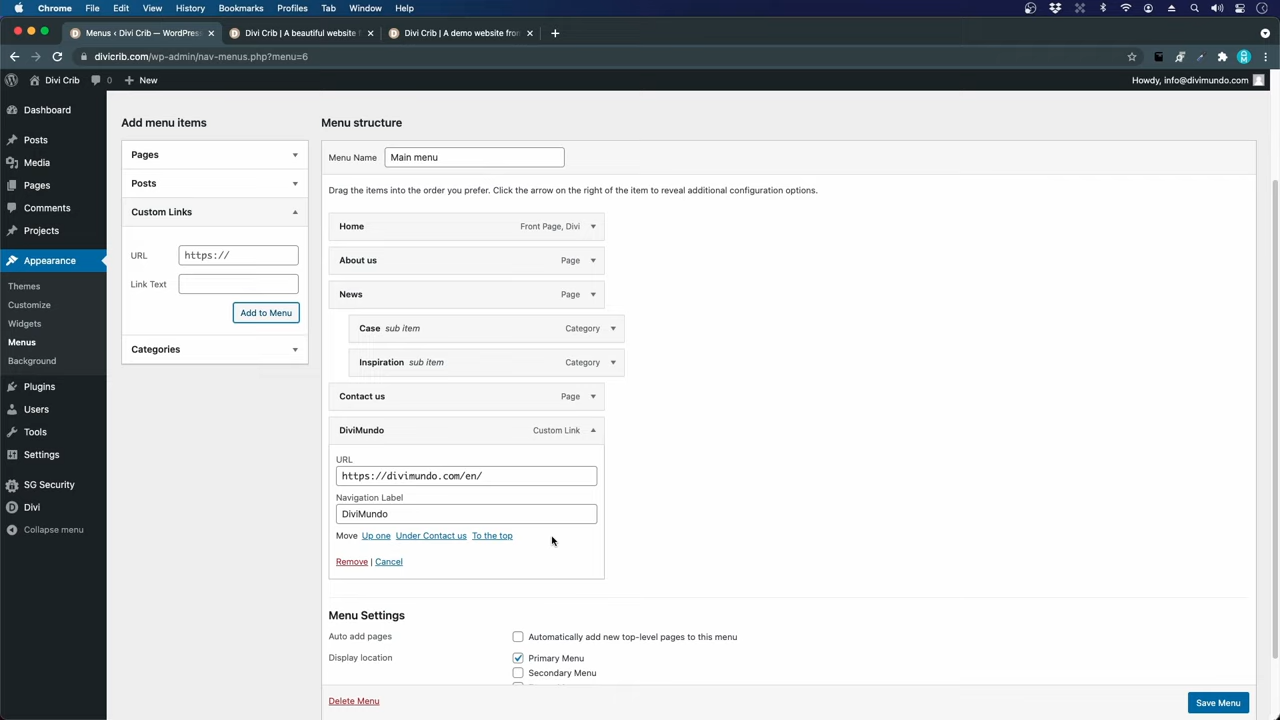 Chrome File Edit View History Bookmarks Profiles Tab Window Help
Menus ‹ Divi Crib — WordPress
Divi Crib | A beautiful website
Divi Crib | A demo website fron
divicrib.com/wp-admin/nav-menus.php?menu=6
Divi Crib 0 New
Howdy, info@divimundo.com
Dashboard
Posts
Media
Pages
Comments
Projects
Appearance
Themes
Customize
Widgets
Menus
Background
Plugins
Users
Tools
Settings
SG Security
Divi
Collapse menu
Add menu items
Pages
Posts
Custom Links
URL https://
Link Text
Add to Menu
Categories
Menu structure
Menu Name Main menu
Drag the items into the order you prefer. Click the arrow on the right of the item to reveal additional configuration options.
Home Front Page, Divi
About us Page
News Page
Case sub item Category
Inspiration sub item Category
Contact us Page
DiviMundo Custom Link
URL
https://divimundo.com/en/
Navigation Label
DiviMundo
Move Up one Under Contact us To the top
Remove | Cancel
Menu Settings
Auto add pages Automatically add new top-level pages to this menu
Display location Primary Menu
Secondary Menu
Delete Menu
Save Menu